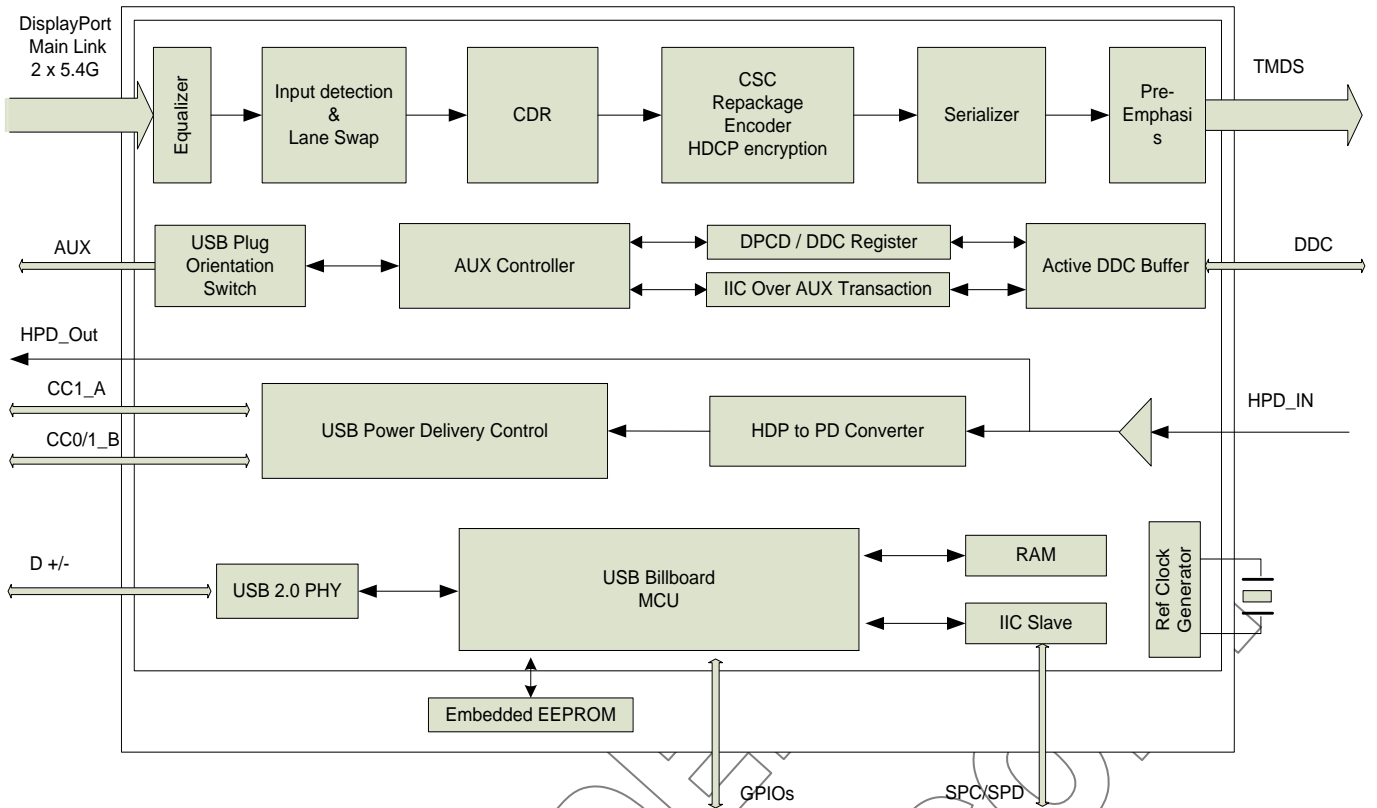 DisplayPort
Main Link
2 x 5.4G
Equalizer
Input detection
&
Lane Swap
CDR
CSC
Repackage
Encoder
HDCP encryption
Serializer
Pre-
Emphasi
s
TMDS
AUX
USB Plug
Orientation
Switch
AUX Controller
DPCD / DDC Register
IIC Over AUX Transaction
Active DDC Buffer
DDC
HPD_Out
CC1_A
CC0/1_B
USB Power Delivery Control
HDP to PD Converter
HPD_IN
D +/-
USB 2.0 PHY
USB Billboard
MCU
RAM
IIC Slave
Ref Clock
Generator
Embedded EEPROM
GPIOs
SPC/SPD